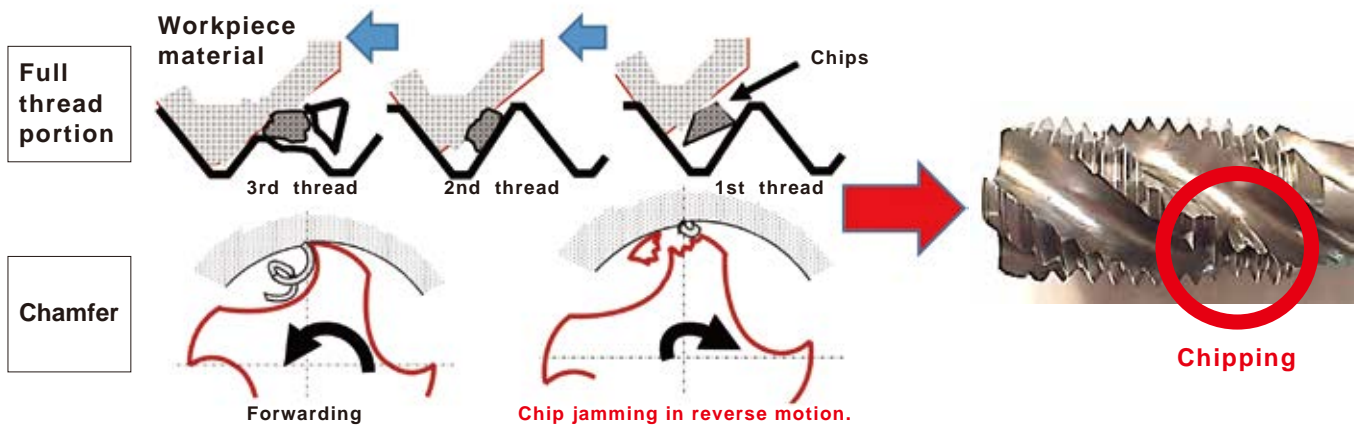 Workpiece
material
Full
thread
portion
Chips
3rd thread
2nd thread
1st thread
Chamfer
Chipping
Forwarding
Chip jamming in reverse motion.